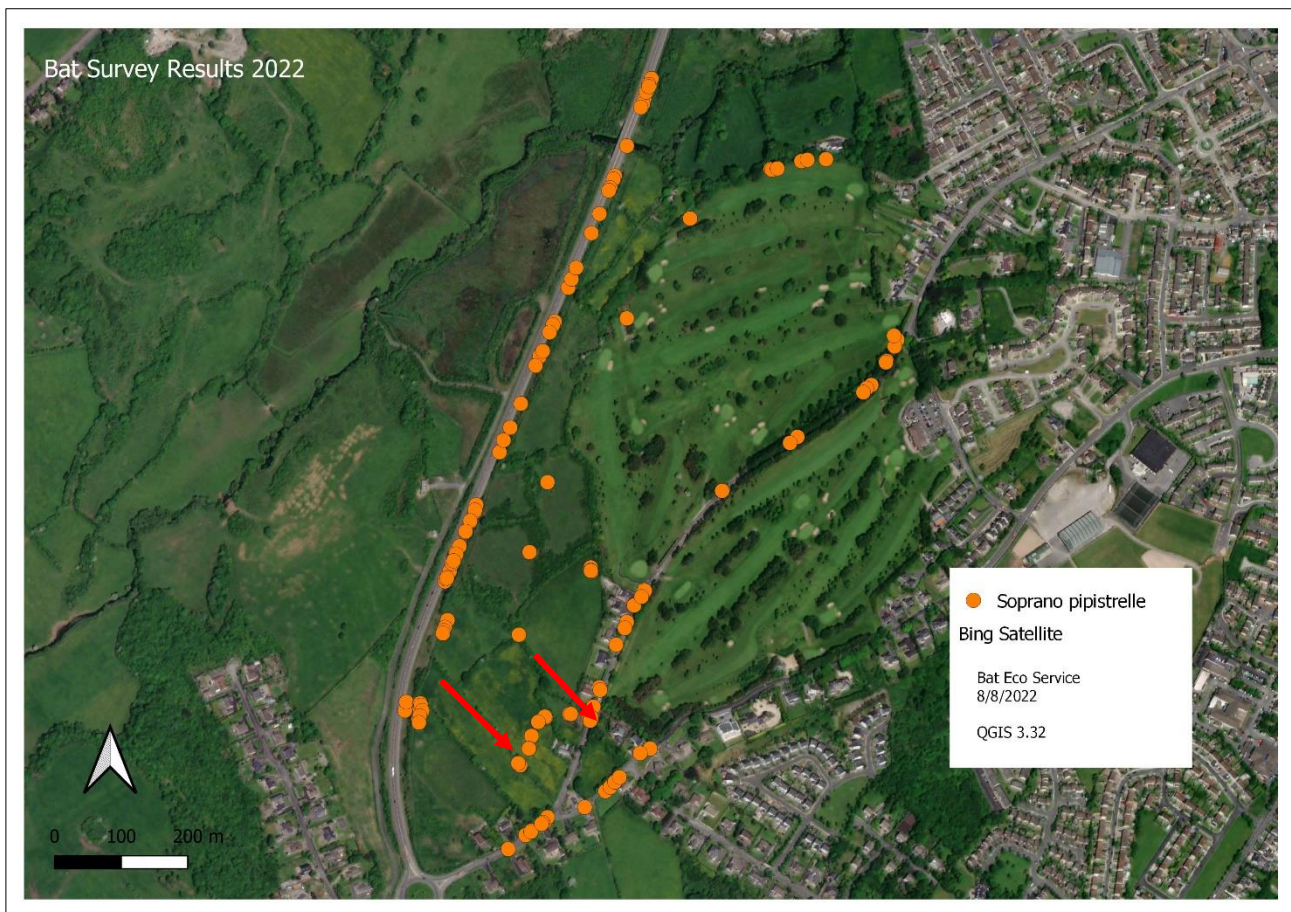 Bat Survey Results 2022
Soprano pipistrelle
Bing Satellite
Bat Eco Service
8/8/2022
QGIS 3.32
0 100 200 m